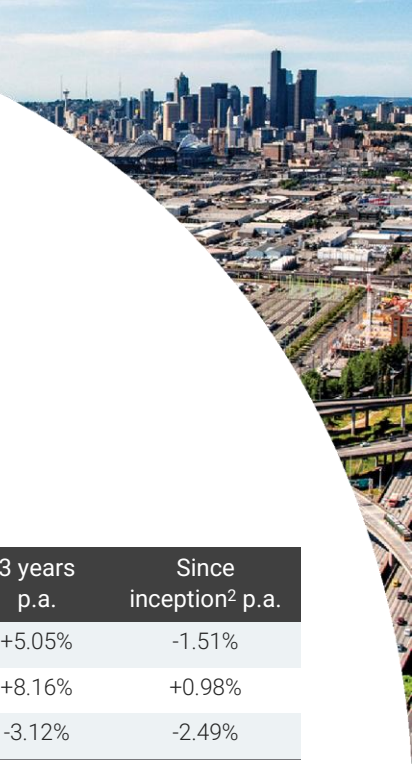 3 years Since
p.a. inception² p.a.
+5.05% -1.51%
+8.16% +0.98%
-3.12% -2.49%